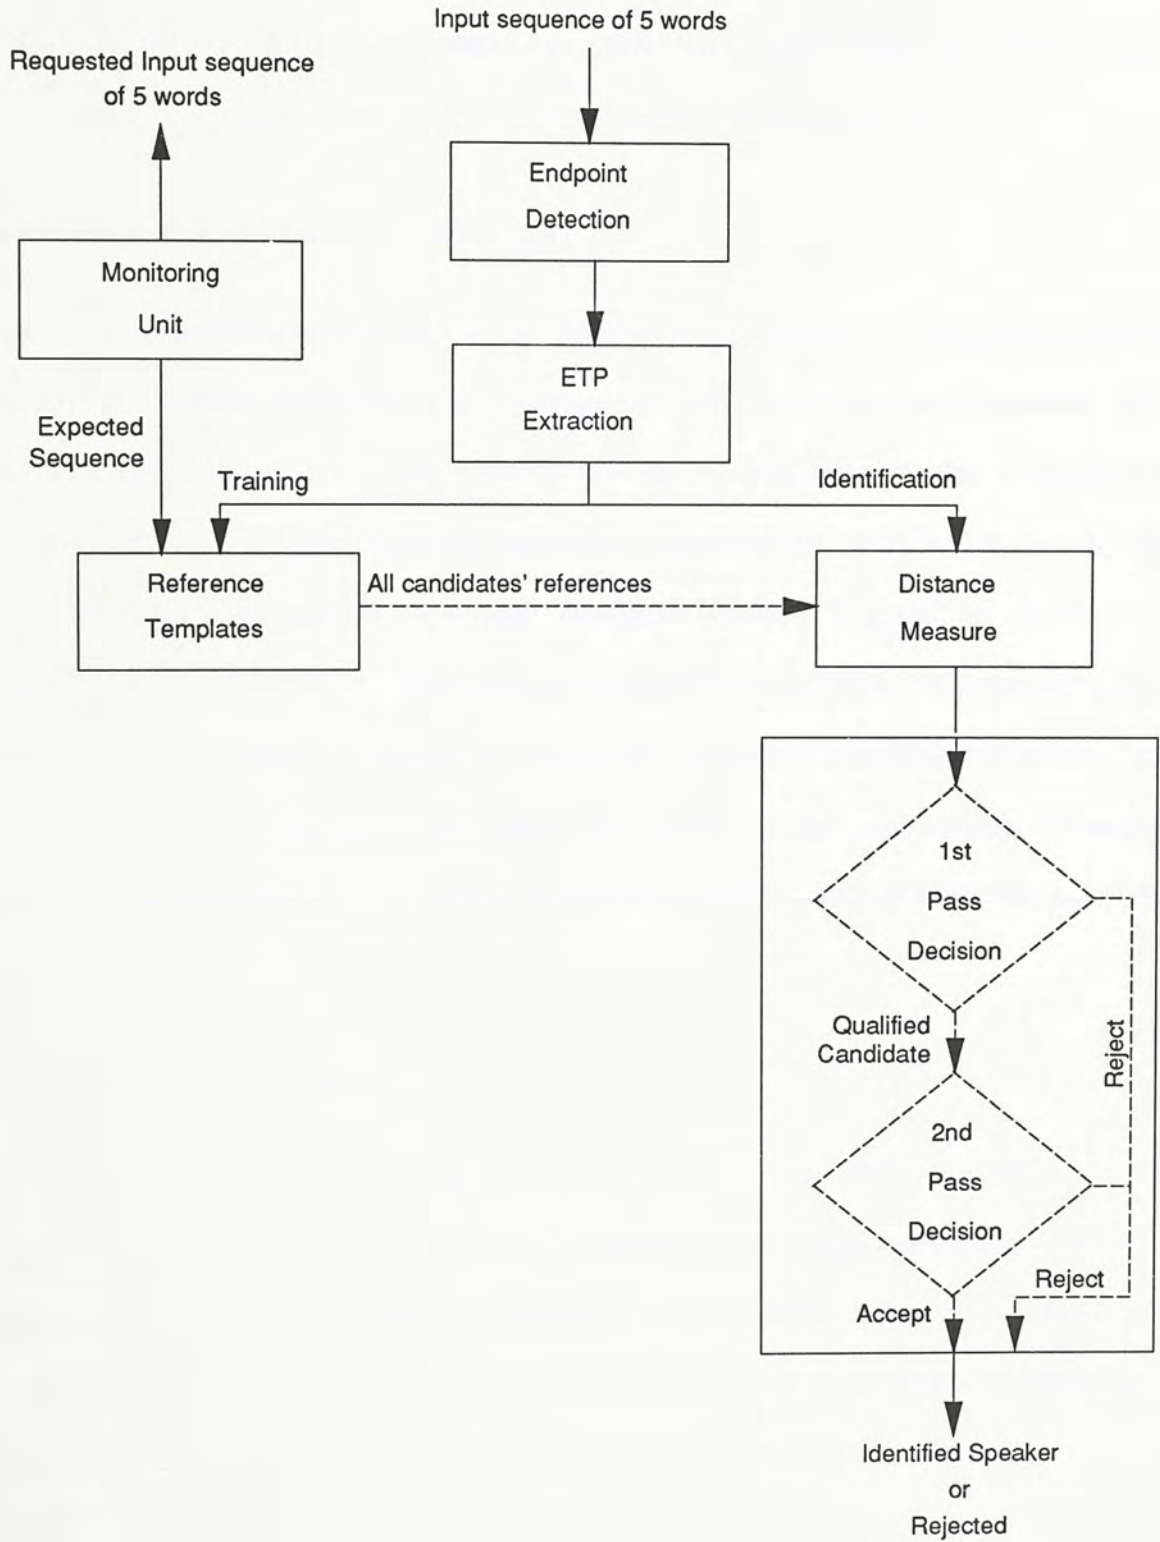 Input sequence of 5 words
Requested Input sequence
of 5 words
Endpoint
Detection
Monitoring
Unit
ETP
Extraction
Expected
Sequence
Training
Identification
Reference
Templates
All candidates' references
Distance
Measure
1st
Pass
Decision
Qualified
Candidate
Reject
2nd
Pass
Decision
Reject
Accept
Identified Speaker
or
Rejected